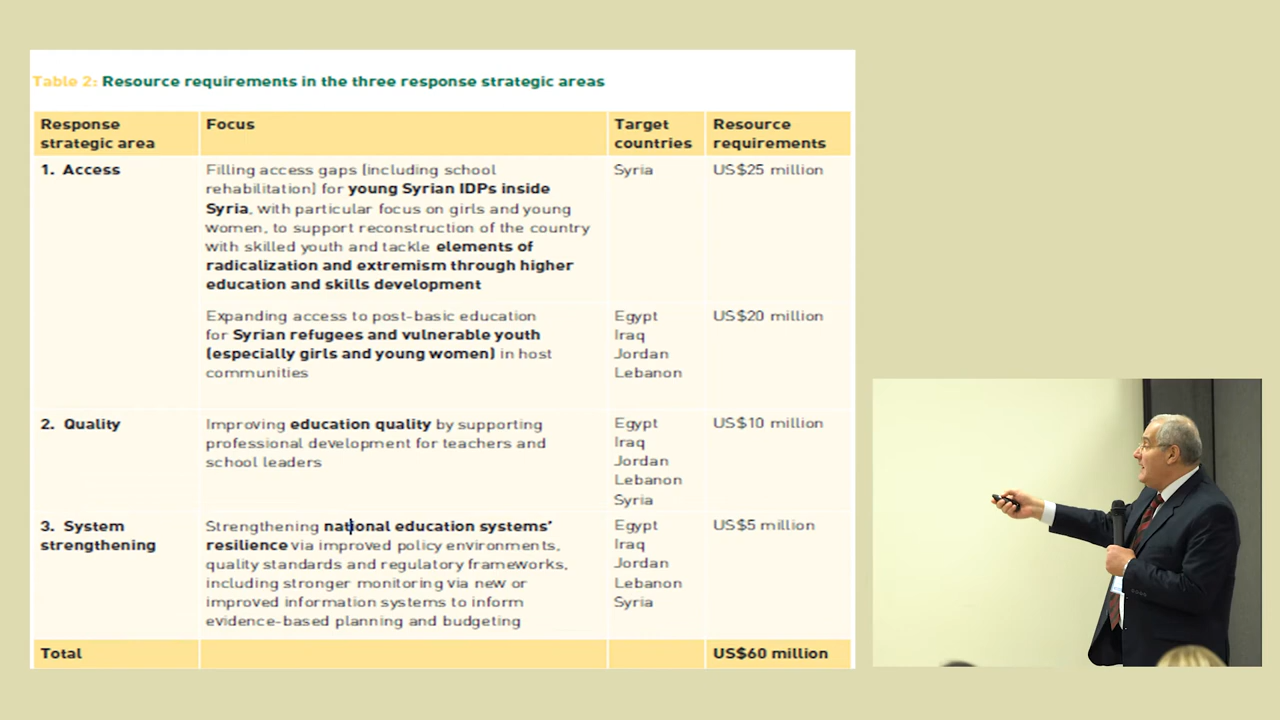 Table 2: Resource requirements in the three response strategic areas
Response
strategic area
Focus
Target
countries
Resource
requirements
1. Access
Filling access gaps (including school
rehabilitation) for young Syrian IDPs inside
Syria, with particular focus on girls and young
women, to support reconstruction of the country
with skilled youth and tackle elements of
radicalization and extremism through higher
education and skills development
Syria
US$25 million
Expanding access to post-basic education
for Syrian refugees and vulnerable youth
(especially girls and young women) in host
communities
Egypt
Iraq
Jordan
Lebanon
US$20 million
2. Quality
Improving education quality by supporting
professional development for teachers and
school leaders
Egypt
Iraq
Jordan
Lebanon
Syria
US$10 million
3. System
strengthening
Strengthening national education systems’
resilience via improved policy environments,
quality standards and regulatory frameworks,
including stronger monitoring via new or
improved information systems to inform
evidence-based planning and budgeting
Egypt
Iraq
Jordan
Lebanon
Syria
US$5 million
Total
US$60 million